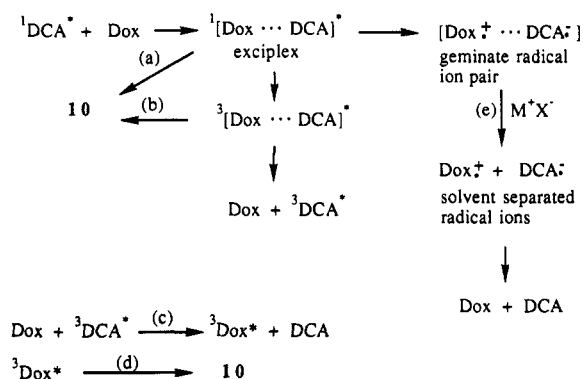 ¹DCA* + Dox ⟶ ¹[Dox ⋯ DCA]* ⟶ [Dox⁺• ⋯ DCA•⁻]
exciplex
geminate radical
ion pair
(a)
10
(b)
³[Dox ⋯ DCA]*
(e) M⁺X⁻
Dox⁺• + DCA•⁻
solvent separated
radical ions
Dox + ³DCA*
Dox + DCA
Dox + ³DCA* (c) ⟶ ³Dox* + DCA
³Dox* (d) ⟶ 10